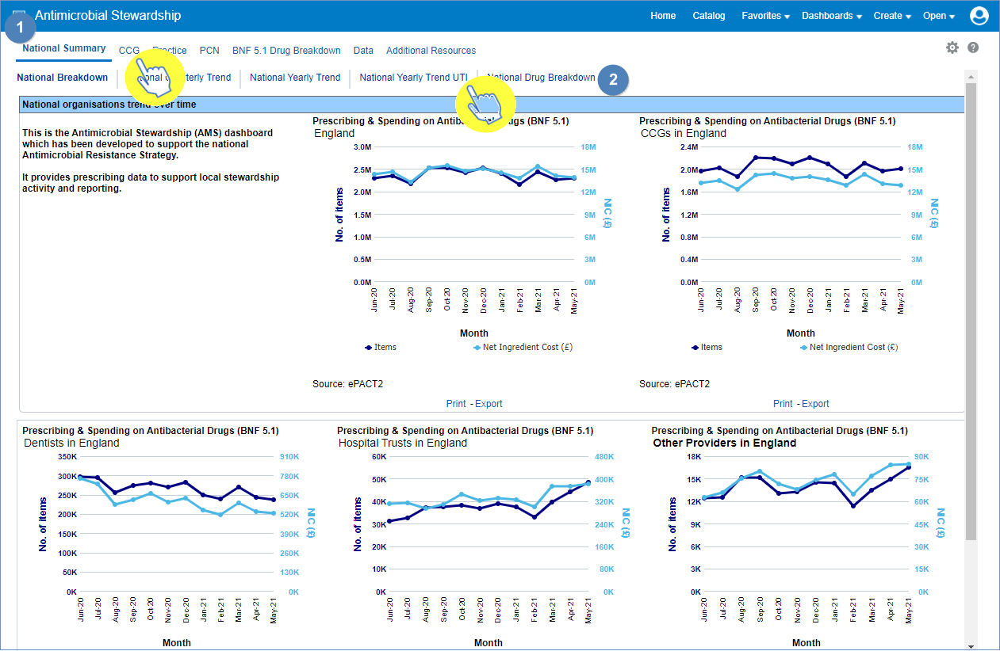 Antimicrobial Stewardship
Home Catalog Favorites Dashboards Create Open
1
National Summary CCG Practice PCN BNF 5.1 Drug Breakdown Data Additional Resources
National Breakdown National Quarterly Trend National Yearly Trend National Yearly Trend UTI National Drug Breakdown
2
National organisations trend over time
This is the Antimicrobial Stewardship (AMS) dashboard
which has been developed to support the national
Antimicrobial Resistance Strategy.
It provides prescribing data to support local stewardship
activity and reporting.
Prescribing & Spending on Antibacterial Drugs (BNF 5.1)
England
3.0M 18M
2.5M 15M
2.0M 12M
1.5M 9M
1.0M 6M
0.5M 3M
0.0M 0M
No. of items
NIC (£)
Jun-20 Jul-20 Aug-20 Sep-20 Oct-20 Nov-20 Dec-20 Jan-21 Feb-21 Mar-21 Apr-21 May-21
Month
Items Net Ingredient Cost (£)
Source: ePACT2
Print - Export
Prescribing & Spending on Antibacterial Drugs (BNF 5.1)
CCGs in England
2.4M 18M
2.0M 15M
1.6M 12M
1.2M 9M
0.8M 6M
0.4M 3M
0.0M 0M
No. of items
NIC (£)
Jun-20 Jul-20 Aug-20 Sep-20 Oct-20 Nov-20 Dec-20 Jan-21 Feb-21 Mar-21 Apr-21 May-21
Month
Items Net Ingredient Cost (£)
Source: ePACT2
Print - Export
Prescribing & Spending on Antibacterial Drugs (BNF 5.1)
Dentists in England
350K 910K
300K 780K
250K 650K
200K 520K
150K 390K
100K 260K
50K 130K
0K 0K
No. of items
NIC (£)
Jun-20 Jul-20 Aug-20 Sep-20 Oct-20 Nov-20 Dec-20 Jan-21 Feb-21 Mar-21 Apr-21 May-21
Month
Prescribing & Spending on Antibacterial Drugs (BNF 5.1)
Hospital Trusts in England
60K 480K
50K 400K
40K 320K
30K 240K
20K 160K
10K 80K
0K 0K
No. of items
NIC (£)
Jun-20 Jul-20 Aug-20 Sep-20 Oct-20 Nov-20 Dec-20 Jan-21 Feb-21 Mar-21 Apr-21 May-21
Month
Prescribing & Spending on Antibacterial Drugs (BNF 5.1)
Other Providers in England
18K 90K
15K 75K
12K 60K
9K 45K
6K 30K
3K 15K
0K 0K
No. of items
NIC (£)
Jun-20 Jul-20 Aug-20 Sep-20 Oct-20 Nov-20 Dec-20 Jan-21 Feb-21 Mar-21 Apr-21 May-21
Month